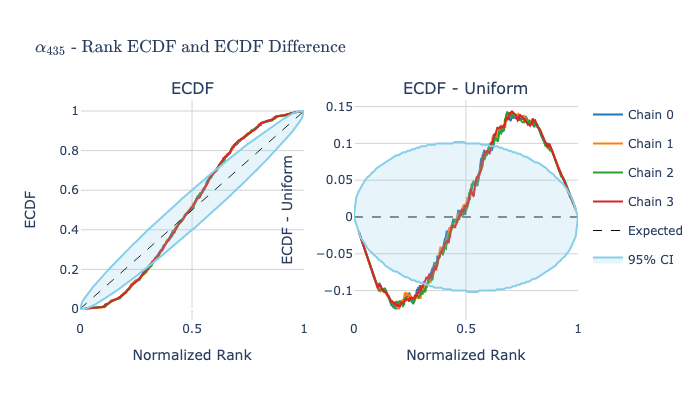 α₄₃₅ - Rank ECDF and ECDF Difference
ECDF
ECDF - Uniform
1
0.8
0.6
0.4
0.2
0
0
0.5
1
ECDF
Normalized Rank
0.15
0.1
0.05
0
−0.05
−0.1
0
0.5
1
ECDF - Uniform
Normalized Rank
Chain 0
Chain 1
Chain 2
Chain 3
Expected
95% CI